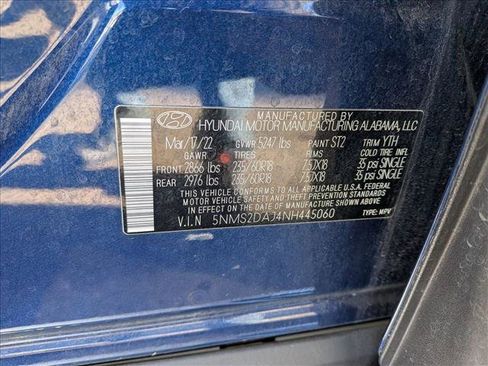 MANUFACTURED BY
HYUNDAI MOTOR MANUFACTURING ALABAMA, LLC
Mar/17/22 GVWR 5247 lbs PAINT ST2 TRIM YTH
GAWR TIRES RIMS COLD TIRE INFL
FRONT 2866 lbs 235/60R18 7.5JX18 35 psi SINGLE
REAR 2976 lbs 235/60R18 7.5JX18 35 psi SINGLE
THIS VEHICLE CONFORMS TO ALL APPLICABLE FEDERAL
MOTOR VEHICLE SAFETY AND THEFT PREVENTION STANDARDS
IN EFFECT ON THE DATE OF MANUFACTURE SHOWN ABOVE.
V.I.N 5NMS2DAJ4NH445060 TYPE: MPV